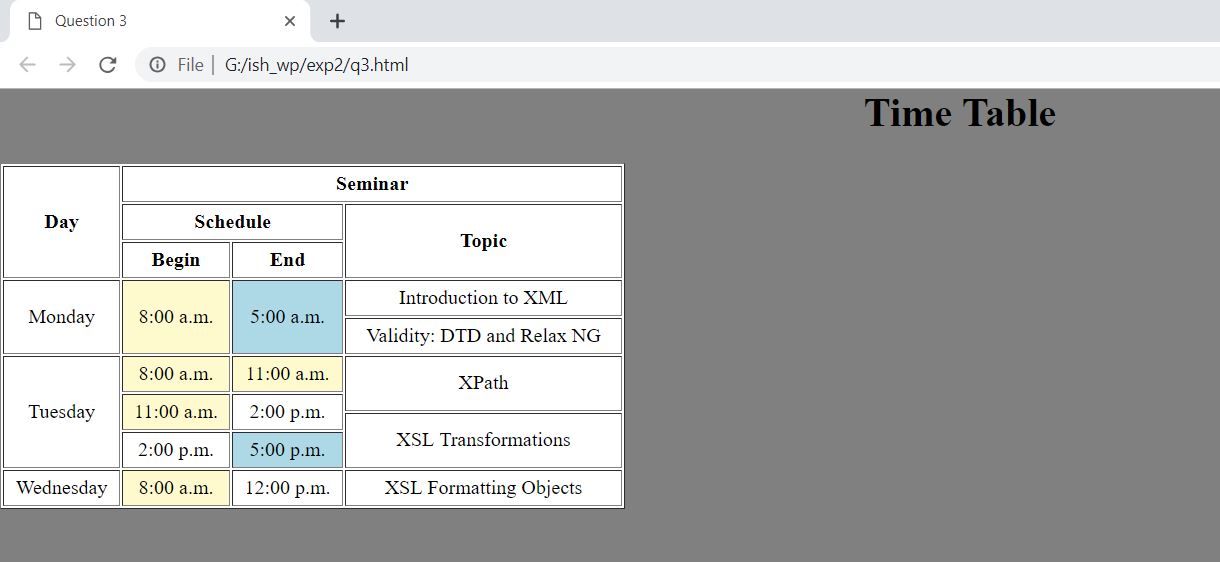 Question 3
File | G:/ish_wp/exp2/q3.html
Time Table
Day Seminar
Schedule Topic
Begin End
Monday 8:00 a.m. 5:00 a.m. Introduction to XML
Validity: DTD and Relax NG
Tuesday 8:00 a.m. 11:00 a.m. XPath
11:00 a.m. 2:00 p.m.
XSL Transformations
2:00 p.m. 5:00 p.m.
Wednesday 8:00 a.m. 12:00 p.m. XSL Formatting Objects